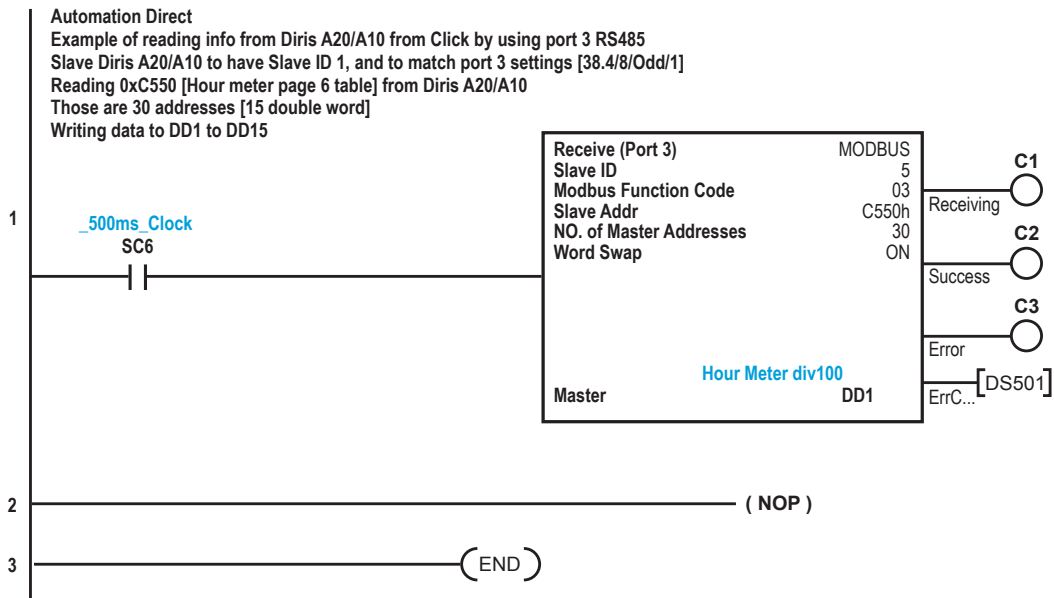 Automation Direct
Example of reading info from Diris A20/A10 from Click by using port 3 RS485
Slave Diris A20/A10 to have Slave ID 1, and to match port 3 settings [38.4/8/Odd/1]
Reading 0xC550 [Hour meter page 6 table] from Diris A20/A10
Those are 30 addresses [15 double word]
Writing data to DD1 to DD15
1
_500ms_Clock
SC6
Receive (Port 3) MODBUS
Slave ID 5
Modbus Function Code 03
Slave Addr C550h
NO. of Master Addresses 30
Word Swap ON
Hour Meter div100
Master DD1
C1
Receiving
C2
Success
C3
Error
DS501
ErrC...
2
( NOP )
3
END